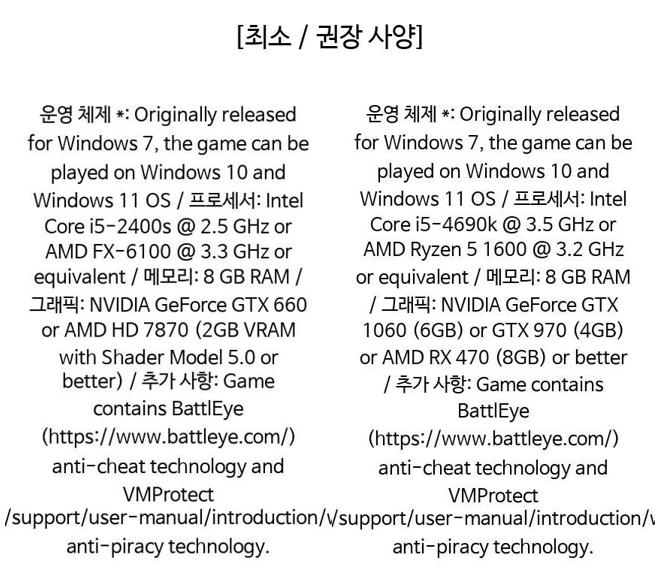 [최소 / 권장 사양]
운영 체제 *: Originally released
for Windows 7, the game can be
played on Windows 10 and
Windows 11 OS / 프로세서: Intel
Core i5-2400s @ 2.5 GHz or
AMD FX-6100 @ 3.3 GHz or
equivalent / 메모리: 8 GB RAM /
그래픽: NVIDIA GeForce GTX 660
or AMD HD 7870 (2GB VRAM
with Shader Model 5.0 or
better) / 추가 사항: Game
contains BattlEye
(https://www.battleye.com/)
anti-cheat technology and
VMProtect
/support/user-manual/introduction/
anti-piracy technology.
운영 체제 *: Originally released
for Windows 7, the game can be
played on Windows 10 and
Windows 11 OS / 프로세서: Intel
Core i5-4690k @ 3.5 GHz or
AMD Ryzen 5 1600 @ 3.2 GHz
or equivalent / 메모리: 8 GB RAM
/ 그래픽: NVIDIA GeForce GTX
1060 (6GB) or GTX 970 (4GB)
or AMD RX 470 (8GB) or better
/ 추가 사항: Game contains
BattlEye
(https://www.battleye.com/)
anti-cheat technology and
VMProtect
/support/user-manual/introduction/
anti-piracy technology.